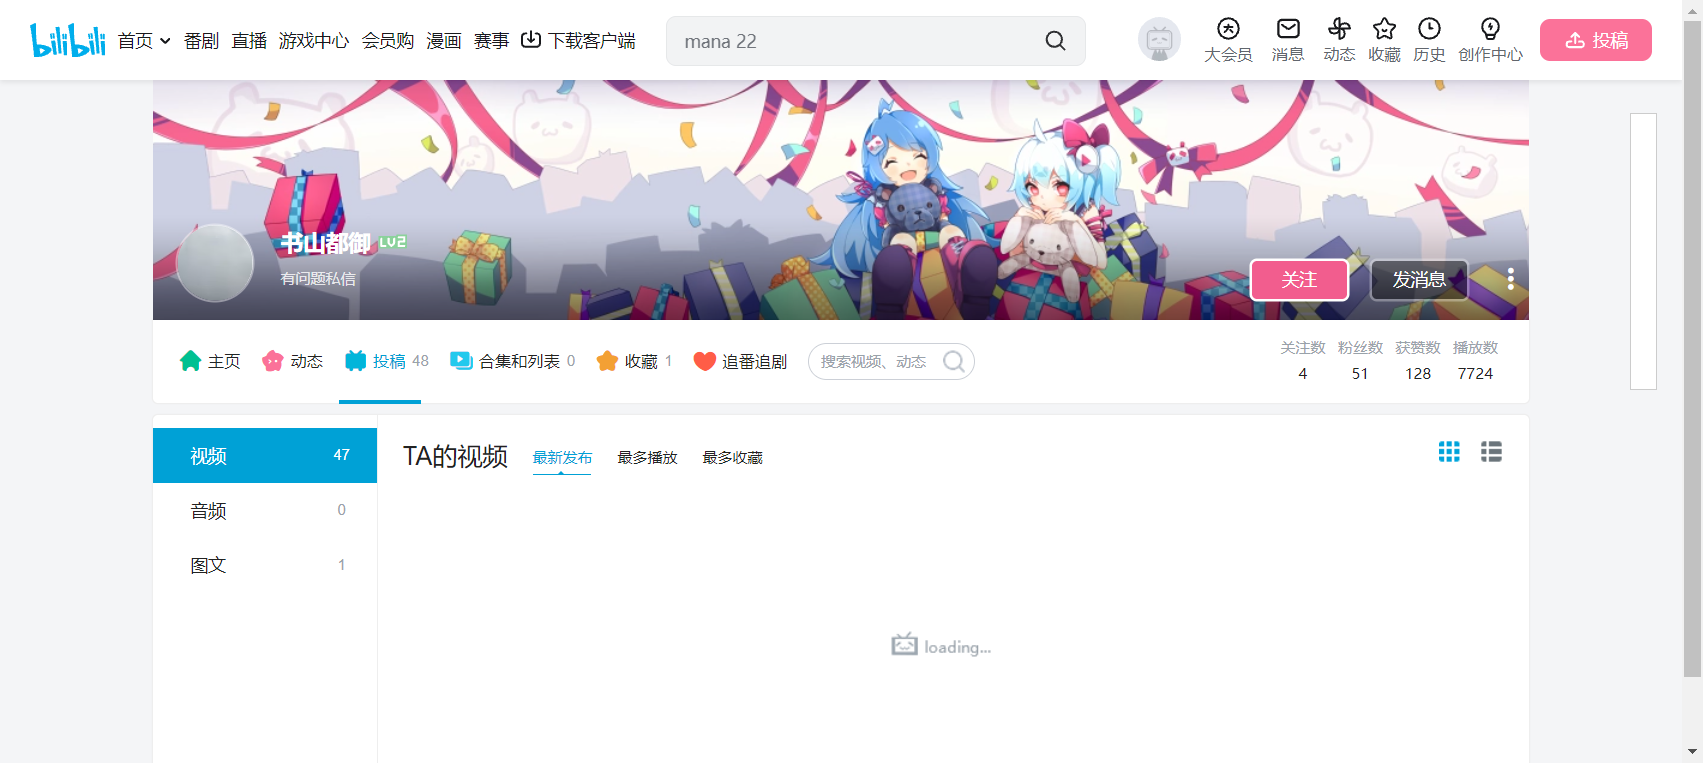 bilibili 首页 番剧 直播 游戏中心 会员购 漫画 赛事 下载客户端 mana 22 大会员 消息 动态 收藏 历史 创作中心 投稿
书山都御 LV2
有问题私信
关注 发消息
主页 动态 投稿 48 合集和列表 0 收藏 1 追番追剧 搜索视频、动态
关注数 粉丝数 获赞数 播放数
4 51 128 7724
视频 47
音频 0
图文 1
TA的视频 最新发布 最多播放 最多收藏
loading...